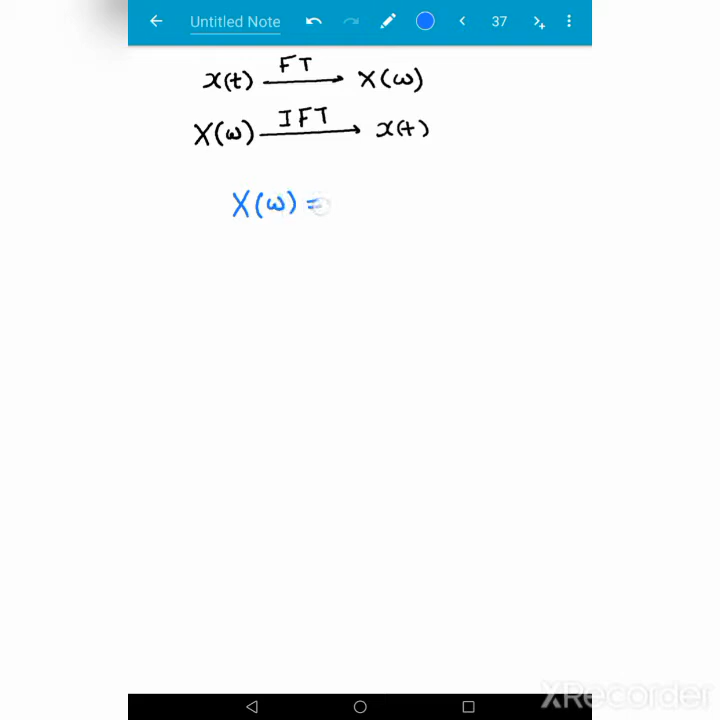 Untitled Note 37
x(t) FT → X(ω)
X(ω) IFT → x(t)
X(ω) =
XRecorder